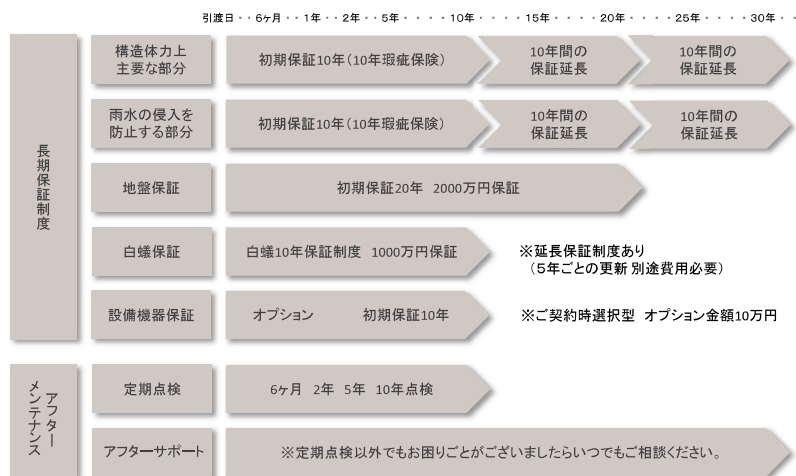 引渡日・・6ヶ月・・1年・・2年・・5年・・・・・10年・・・・・15年・・・・・20年・・・・・25年・・・・・30年・・
長期保証制度
構造体力上
主要な部分
初期保証10年(10年瑕疵保険)
10年間の
保証延長
10年間の
保証延長
雨水の侵入を
防止する部分
初期保証10年(10年瑕疵保険)
10年間の
保証延長
10年間の
保証延長
地盤保証
初期保証20年 2000万円保証
白蟻保証
白蟻10年保証制度 1000万円保証
※延長保証制度あり
(5年ごとの更新 別途費用必要)
設備機器保証
オプション 初期保証10年
※ご契約時選択型 オプション金額10万円
アフター
メンテナンス
定期点検
6ヶ月 2年 5年 10年点検
アフターサポート
※定期点検以外でもお困りごとがございましたらいつでもご相談ください。